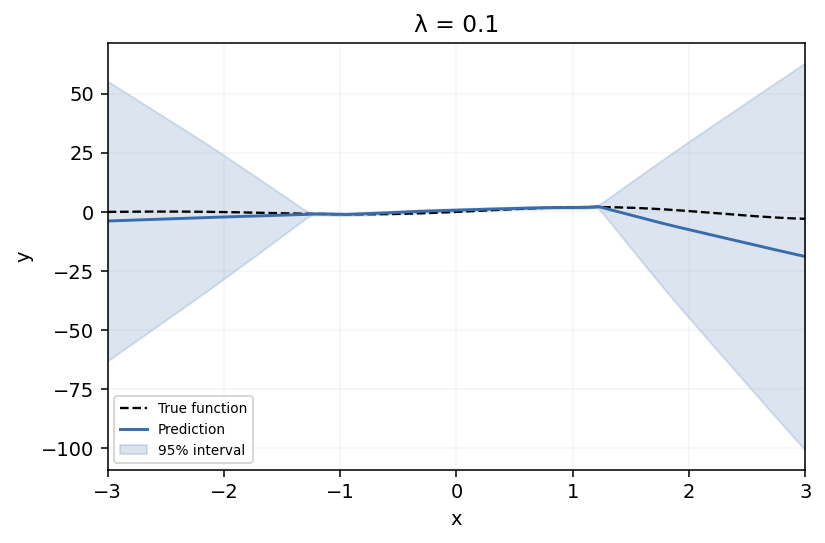 λ = 0.1
y
50
25
0
−25
−50
−75
−100
True function
Prediction
95% interval
−3
−2
−1
0
1
2
3
x